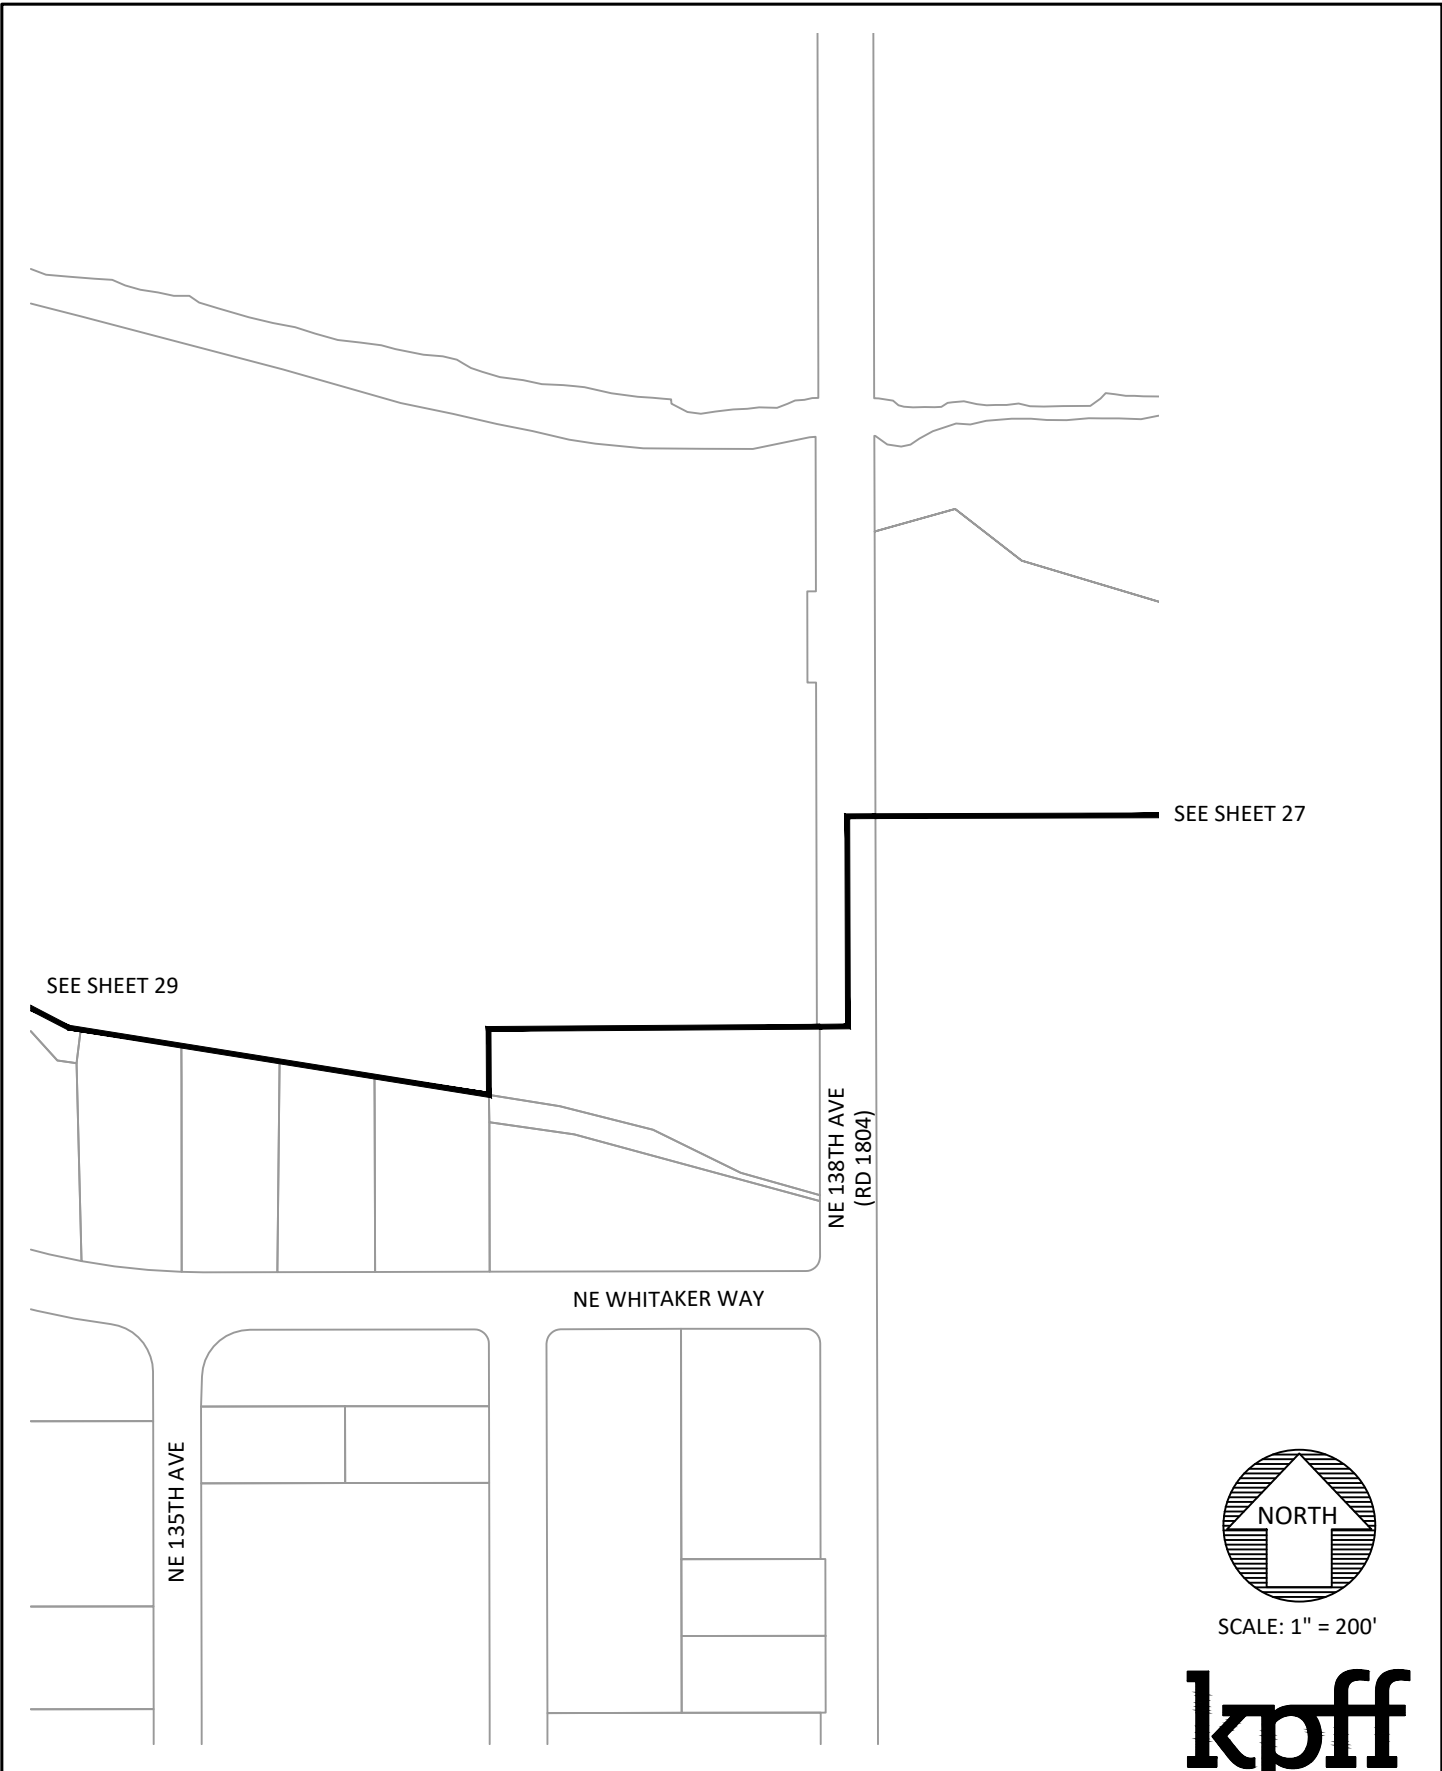 SEE SHEET 27
SEE SHEET 29
NE 138TH AVE
(RD 1804)
NE WHITAKER WAY
NE 135TH AVE
NORTH
SCALE: 1" = 200'
kpff